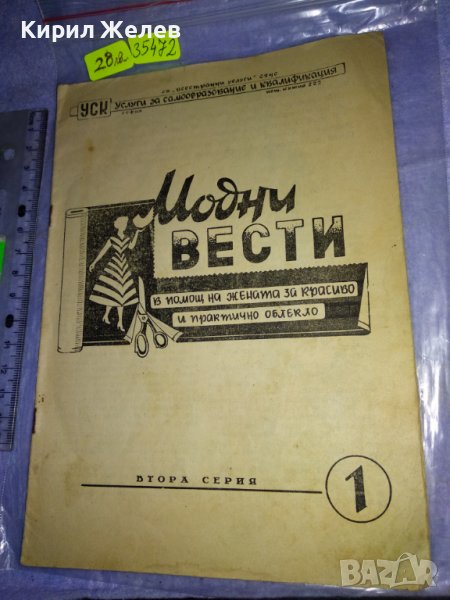 Кирил Желев
28лв. 35472
УСК Услуги за самообразование и квалификация
Модни
ВЕСТИ
В ПОМОЩ НА ЖЕНАТА ЗА КРАСИВО
И ПРАКТИЧНО ОБЛЕКЛО
ВТОРА СЕРИЯ
1
BAZAR